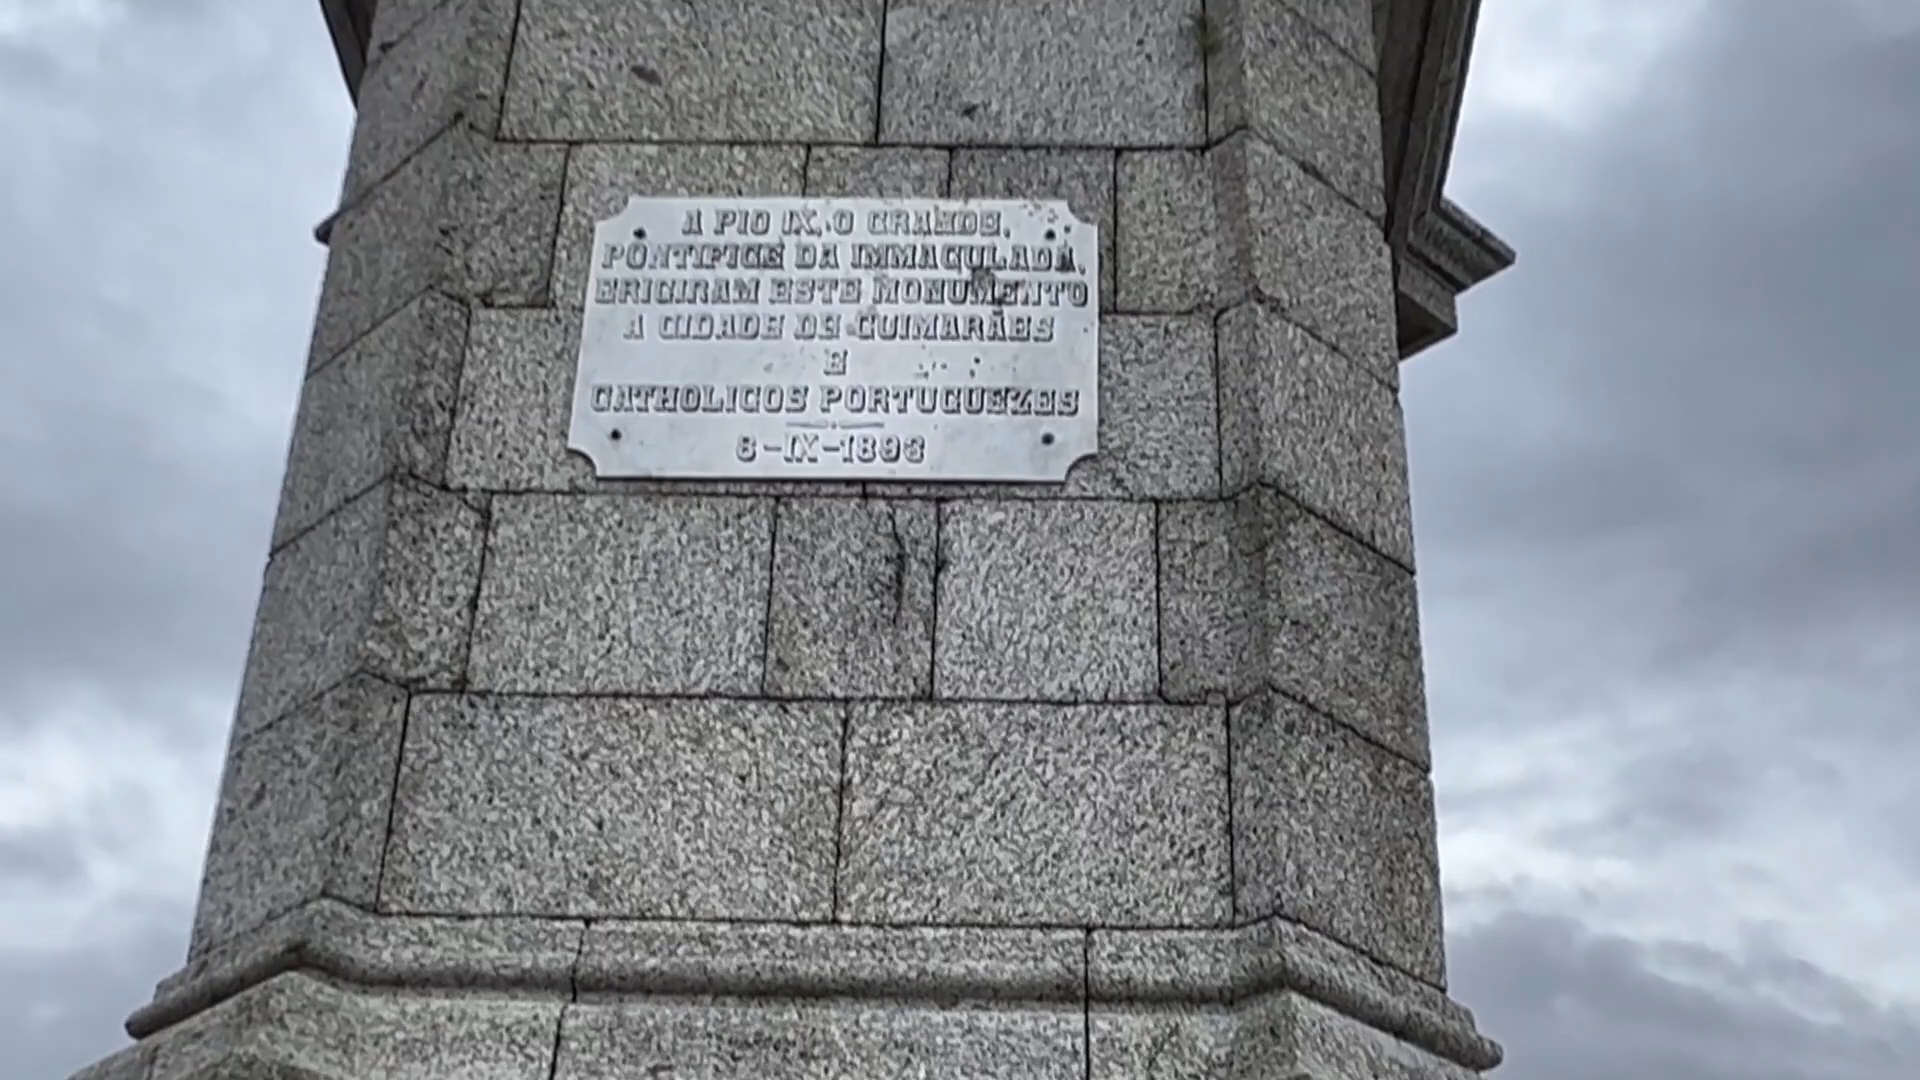 A PIO IX, O GRANDE,
PONTIFICE DA IMMACULADA,
ERIGIRAM ESTE MONUMENTO
A CIDADE DE GUIMARÃES
E
CATHOLICOS PORTUGUEZES
8-IX-1893